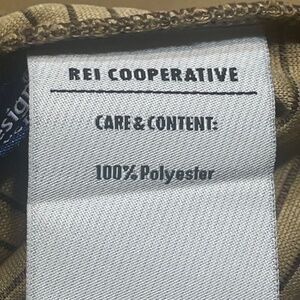 REI COOPERATIVE
CARE & CONTENT:
100% Polyester